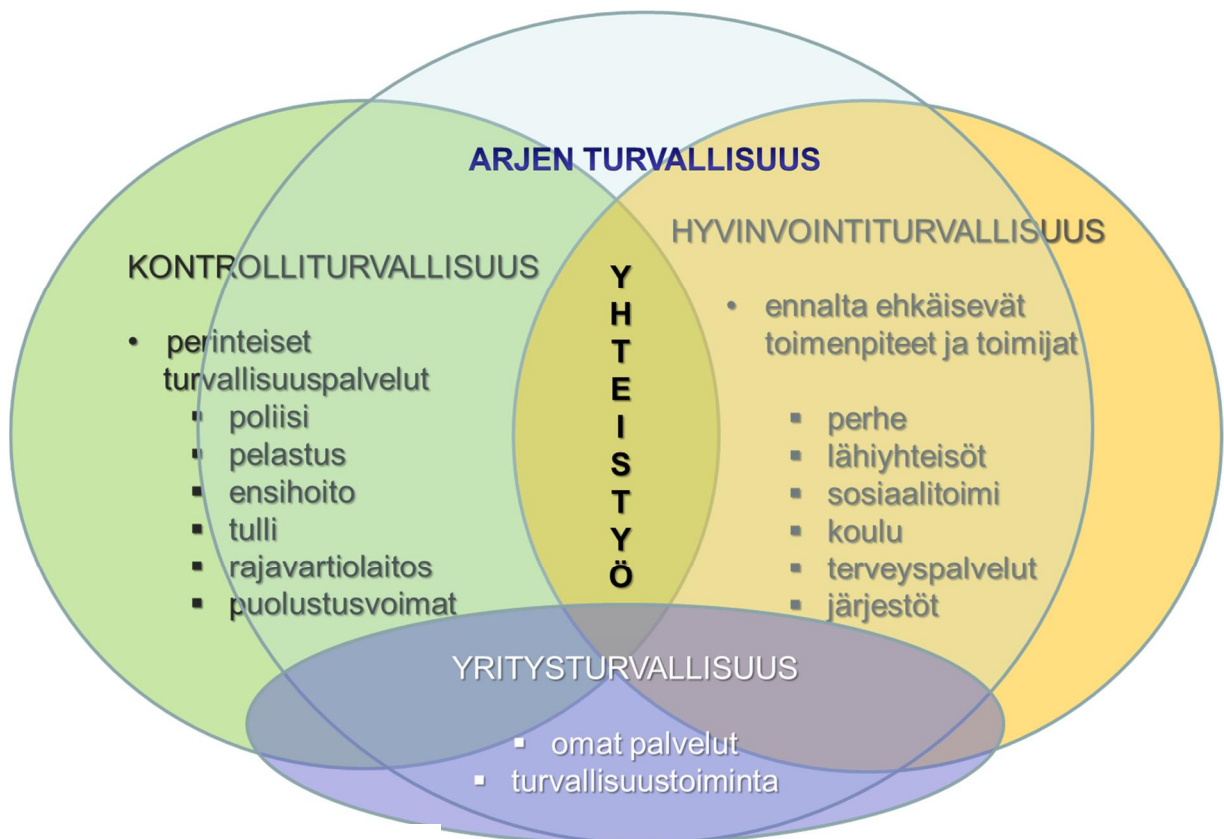 ARJEN TURVALLISUUS
KONTROLLITURVALLISUUS
• perinteiset
turvallisuuspalvelut
▪ poliisi
▪ pelastus
▪ ensihoito
▪ tulli
▪ rajavartiolaitos
▪ puolustusvoimat
YHTEISTYÖ
HYVINVOINTITURVALLISUUS
• ennalta ehkäisevät
toimenpiteet ja toimijat
▪ perhe
▪ lähiyhteisöt
▪ sosiaalitoimi
▪ koulu
▪ terveyspalvelut
▪ järjestöt
YRITYSTURVALLISUUS
▪ omat palvelut
▪ turvallisuustoiminta